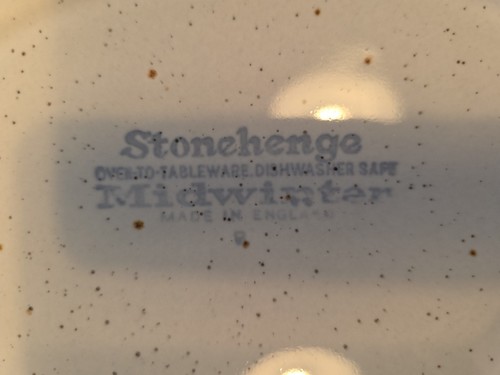 Stonehenge
OVEN-TO-TABLEWARE.DISHWASHER SAFE
Midwinter
MADE IN ENGLAND